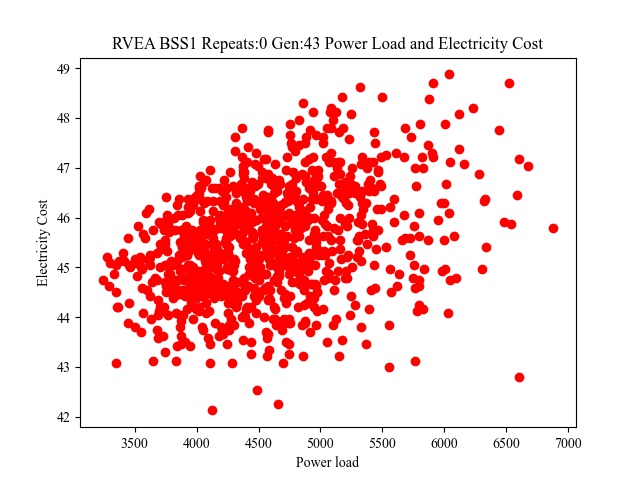 RVEA BSS1 Repeats:0 Gen:43 Power Load and Electricity Cost
49
48
47
46
45
44
43
42
Electricity Cost
3500 4000 4500 5000 5500 6000 6500 7000
Power load